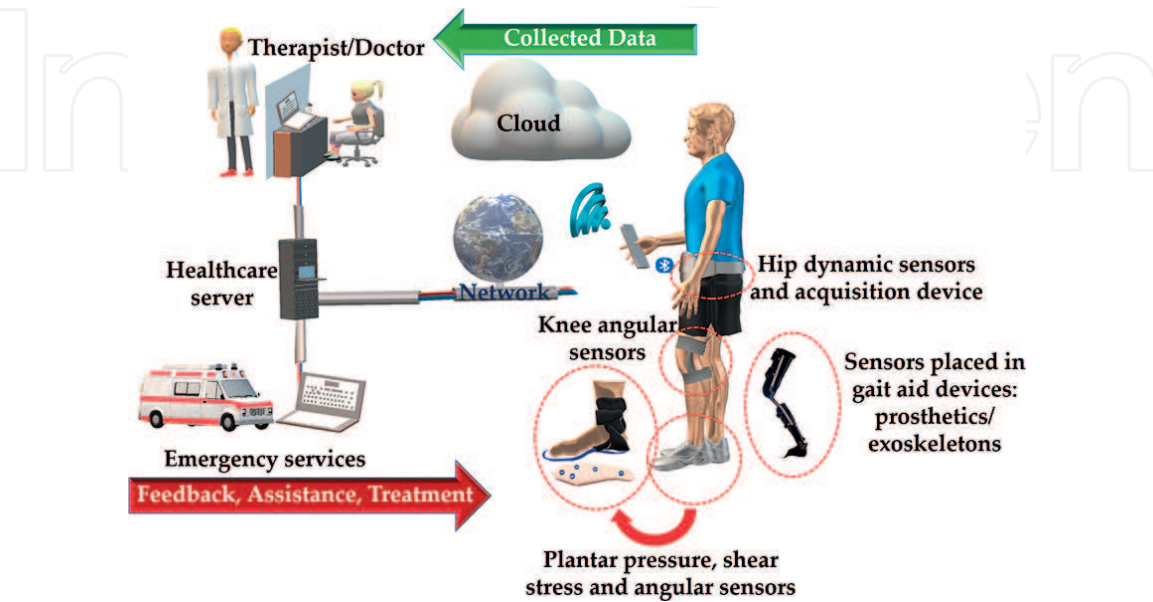 Collected Data
Therapist/Doctor
Cloud
Healthcare
server
Network
Hip dynamic sensors
and acquisition device
Knee angular
sensors
Sensors placed in
gait aid devices:
prosthetics/
exoskeletons
Emergency services
Feedback, Assistance, Treatment
Plantar pressure, shear
stress and angular sensors